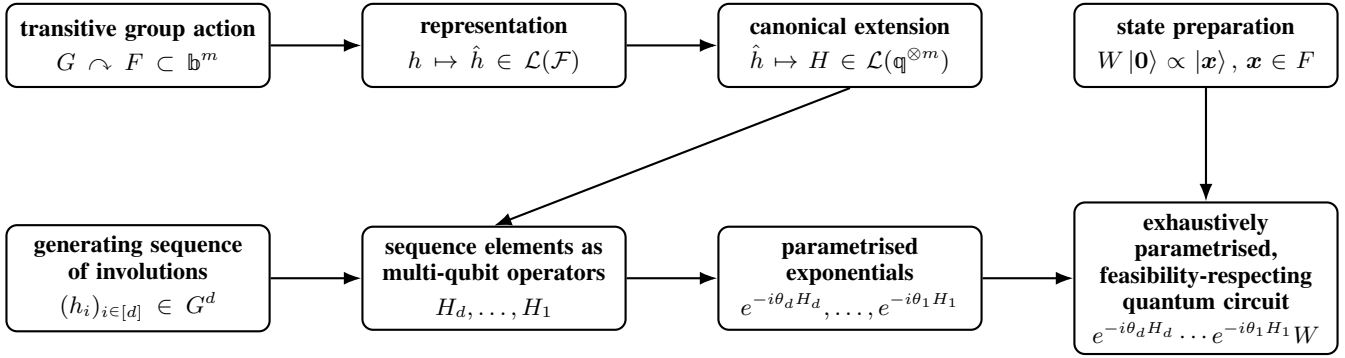 transitive group action
G ↷ F ⊂ 𝕓ᵐ
representation
h ↦ ĥ ∈ ℒ(ℱ)
canonical extension
ĥ ↦ H ∈ ℒ(𝕢^{⊗m})
state preparation
W |𝟎⟩ ∝ |𝒙⟩ , 𝒙 ∈ F
generating sequence
of involutions
(h_i)_{i∈[d]} ∈ G^d
sequence elements as
multi-qubit operators
H_d, . . . , H_1
parametrised
exponentials
e^{−iθ_d H_d}, . . . , e^{−iθ_1 H_1}
exhaustively
parametrised,
feasibility-respecting
quantum circuit
e^{−iθ_d H_d} · · · e^{−iθ_1 H_1} W